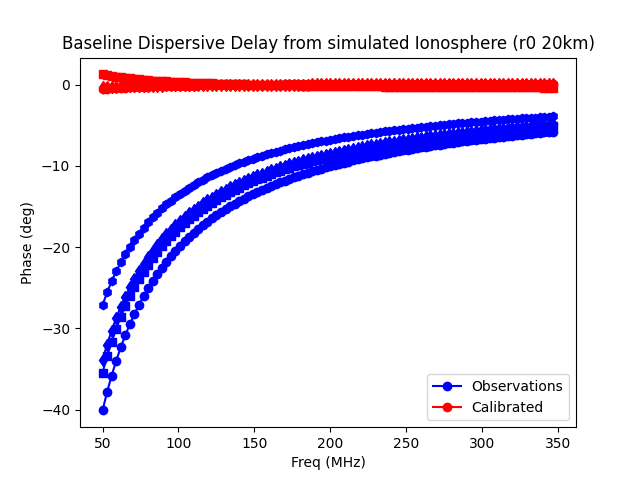 Baseline Dispersive Delay from simulated Ionosphere (r0 20km)
0
−10
−20
−30
−40
Phase (deg)
50
100
150
200
250
300
350
Freq (MHz)
Observations
Calibrated